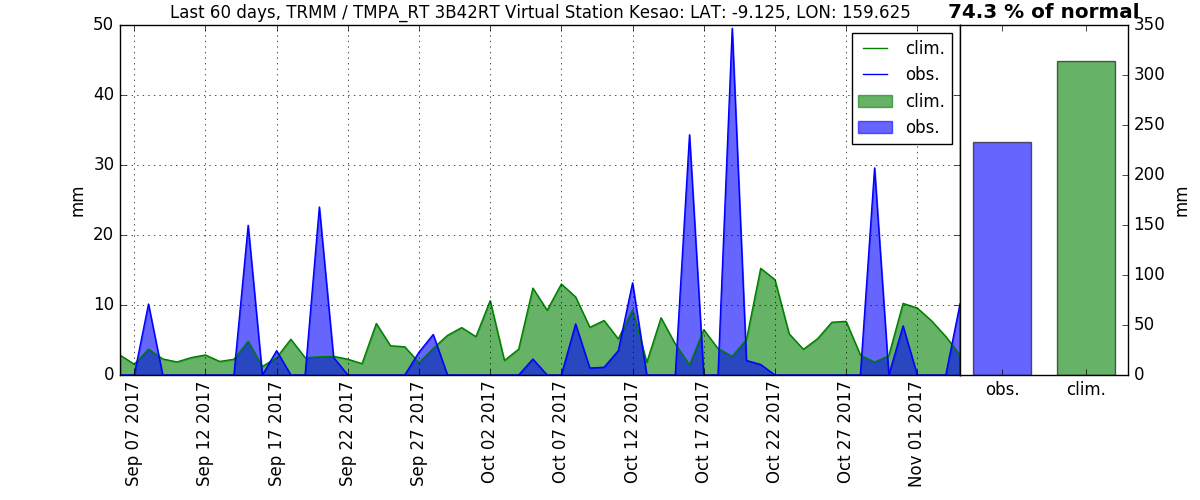 Last 60 days, TRMM / TMPA_RT 3B42RT Virtual Station Kesao: LAT: -9.125, LON: 159.625
74.3 % of normal
50
40
30
20
10
0
mm
clim.
obs.
clim.
obs.
350
300
250
200
150
100
50
0
mm
Sep 07 2017
Sep 12 2017
Sep 17 2017
Sep 22 2017
Sep 27 2017
Oct 02 2017
Oct 07 2017
Oct 12 2017
Oct 17 2017
Oct 22 2017
Oct 27 2017
Nov 01 2017
obs.
clim.